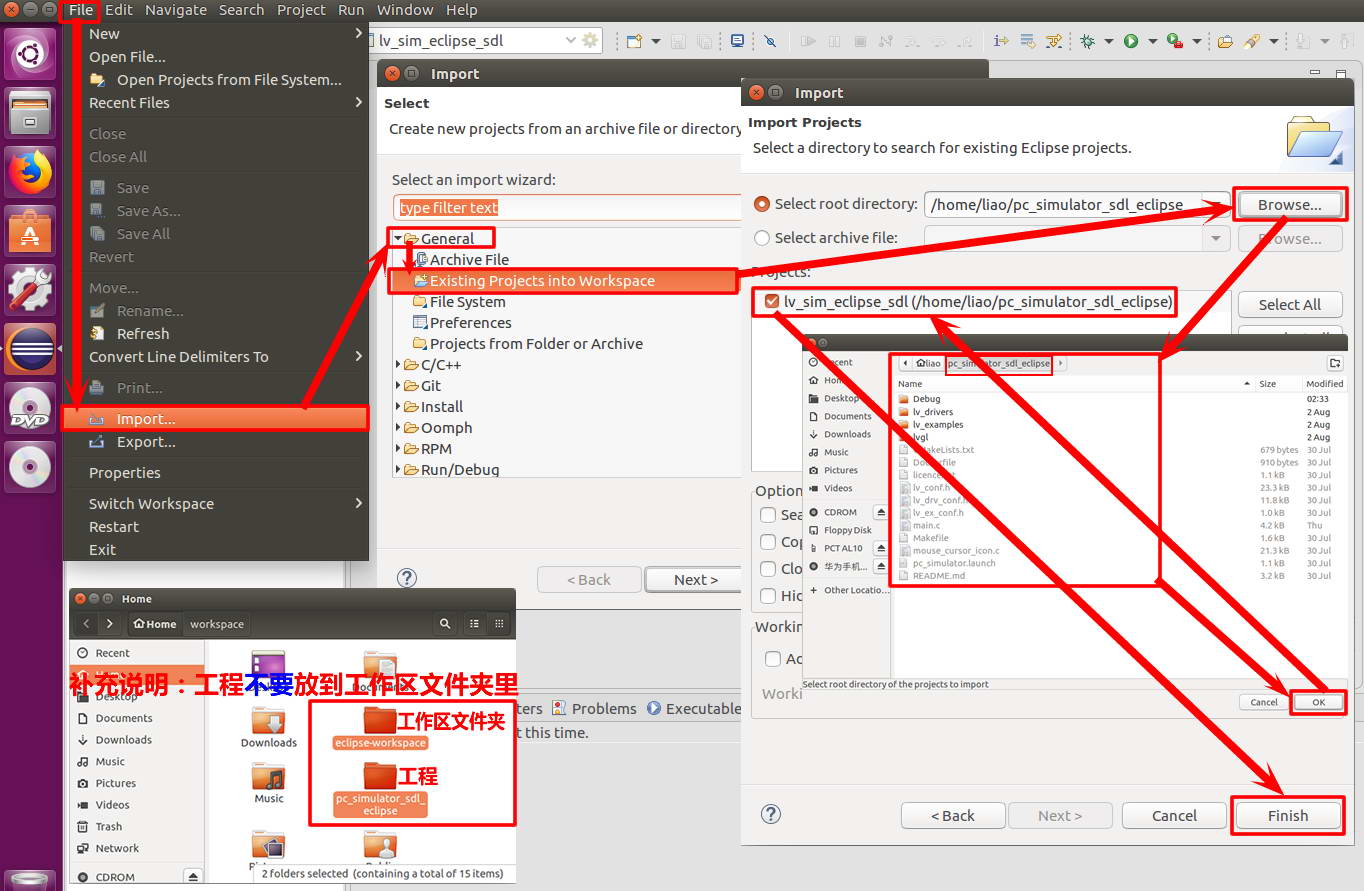 File Edit Navigate Search Project Run Window Help
New
Open File...
Open Projects from File System...
Recent Files
Close
Close All
Save
Save As...
Save All
Revert
Move...
Rename...
Refresh
Convert Line Delimiters To
Print...
Import...
Export...
Properties
Switch Workspace
Restart
Exit
lv_sim_eclipse_sdl
Import
Select
Create new projects from an archive file or directory
Select an import wizard:
type filter text
General
Archive File
Existing Projects into Workspace
File System
Preferences
Projects from Folder or Archive
C/C++
Git
Install
Oomph
RPM
Run/Debug
?
< Back
Next >
Import
Import Projects
Select a directory to search for existing Eclipse projects.
Select root directory:
/home/liao/pc_simulator_sdl_eclipse
Browse...
Select archive file:
Browse...
Projects:
lv_sim_eclipse_sdl (/home/liao/pc_simulator_sdl_eclipse)
Select All
Option
Sea
Cop
Clo
Hid
Workin
Worki
Desktop
Documents
Downloads
Music
Pictures
Videos
CDROM
Floppy Disk
PCT AL10
华为手机...
Other Locatio...
liao
pc_simulator_sdl_eclipse
Name Size Modified
Debug 02:33
lv_drivers 2 Aug
lv_examples 2 Aug
lvgl 2 Aug
679 bytes 30 Jul
910 bytes 30 Jul
1.1 kB 30 Jul
lv_conf.h 23.3 kB 30 Jul
lv_drv_conf.h 11.8 kB 30 Jul
lv_ex_conf.h 1.0 kB 30 Jul
main.c 4.2 kB Thu
Makefile 1.6 kB 30 Jul
mouse_cursor_icon.c 21.3 kB 30 Jul
pc_simulator.launch 1.1 kB 30 Jul
README.md 3.2 kB 30 Jul
Select root directory of the projects to import
Cancel
OK
?
< Back
Next >
Cancel
Finish
ters Problems Executable
t this time.
Home
Home
workspace
Recent
Desktop
Documents
Downloads
Music
Pictures
Videos
Trash
Network
CDROM
补充说明：工程不要放到工作区文件夹里
Downloads
Music
eclipse-workspace
工作区文件夹
pc_simulator_sdl_
eclipse
工程
2 folders selected (containing a total of 15 items)
DVD